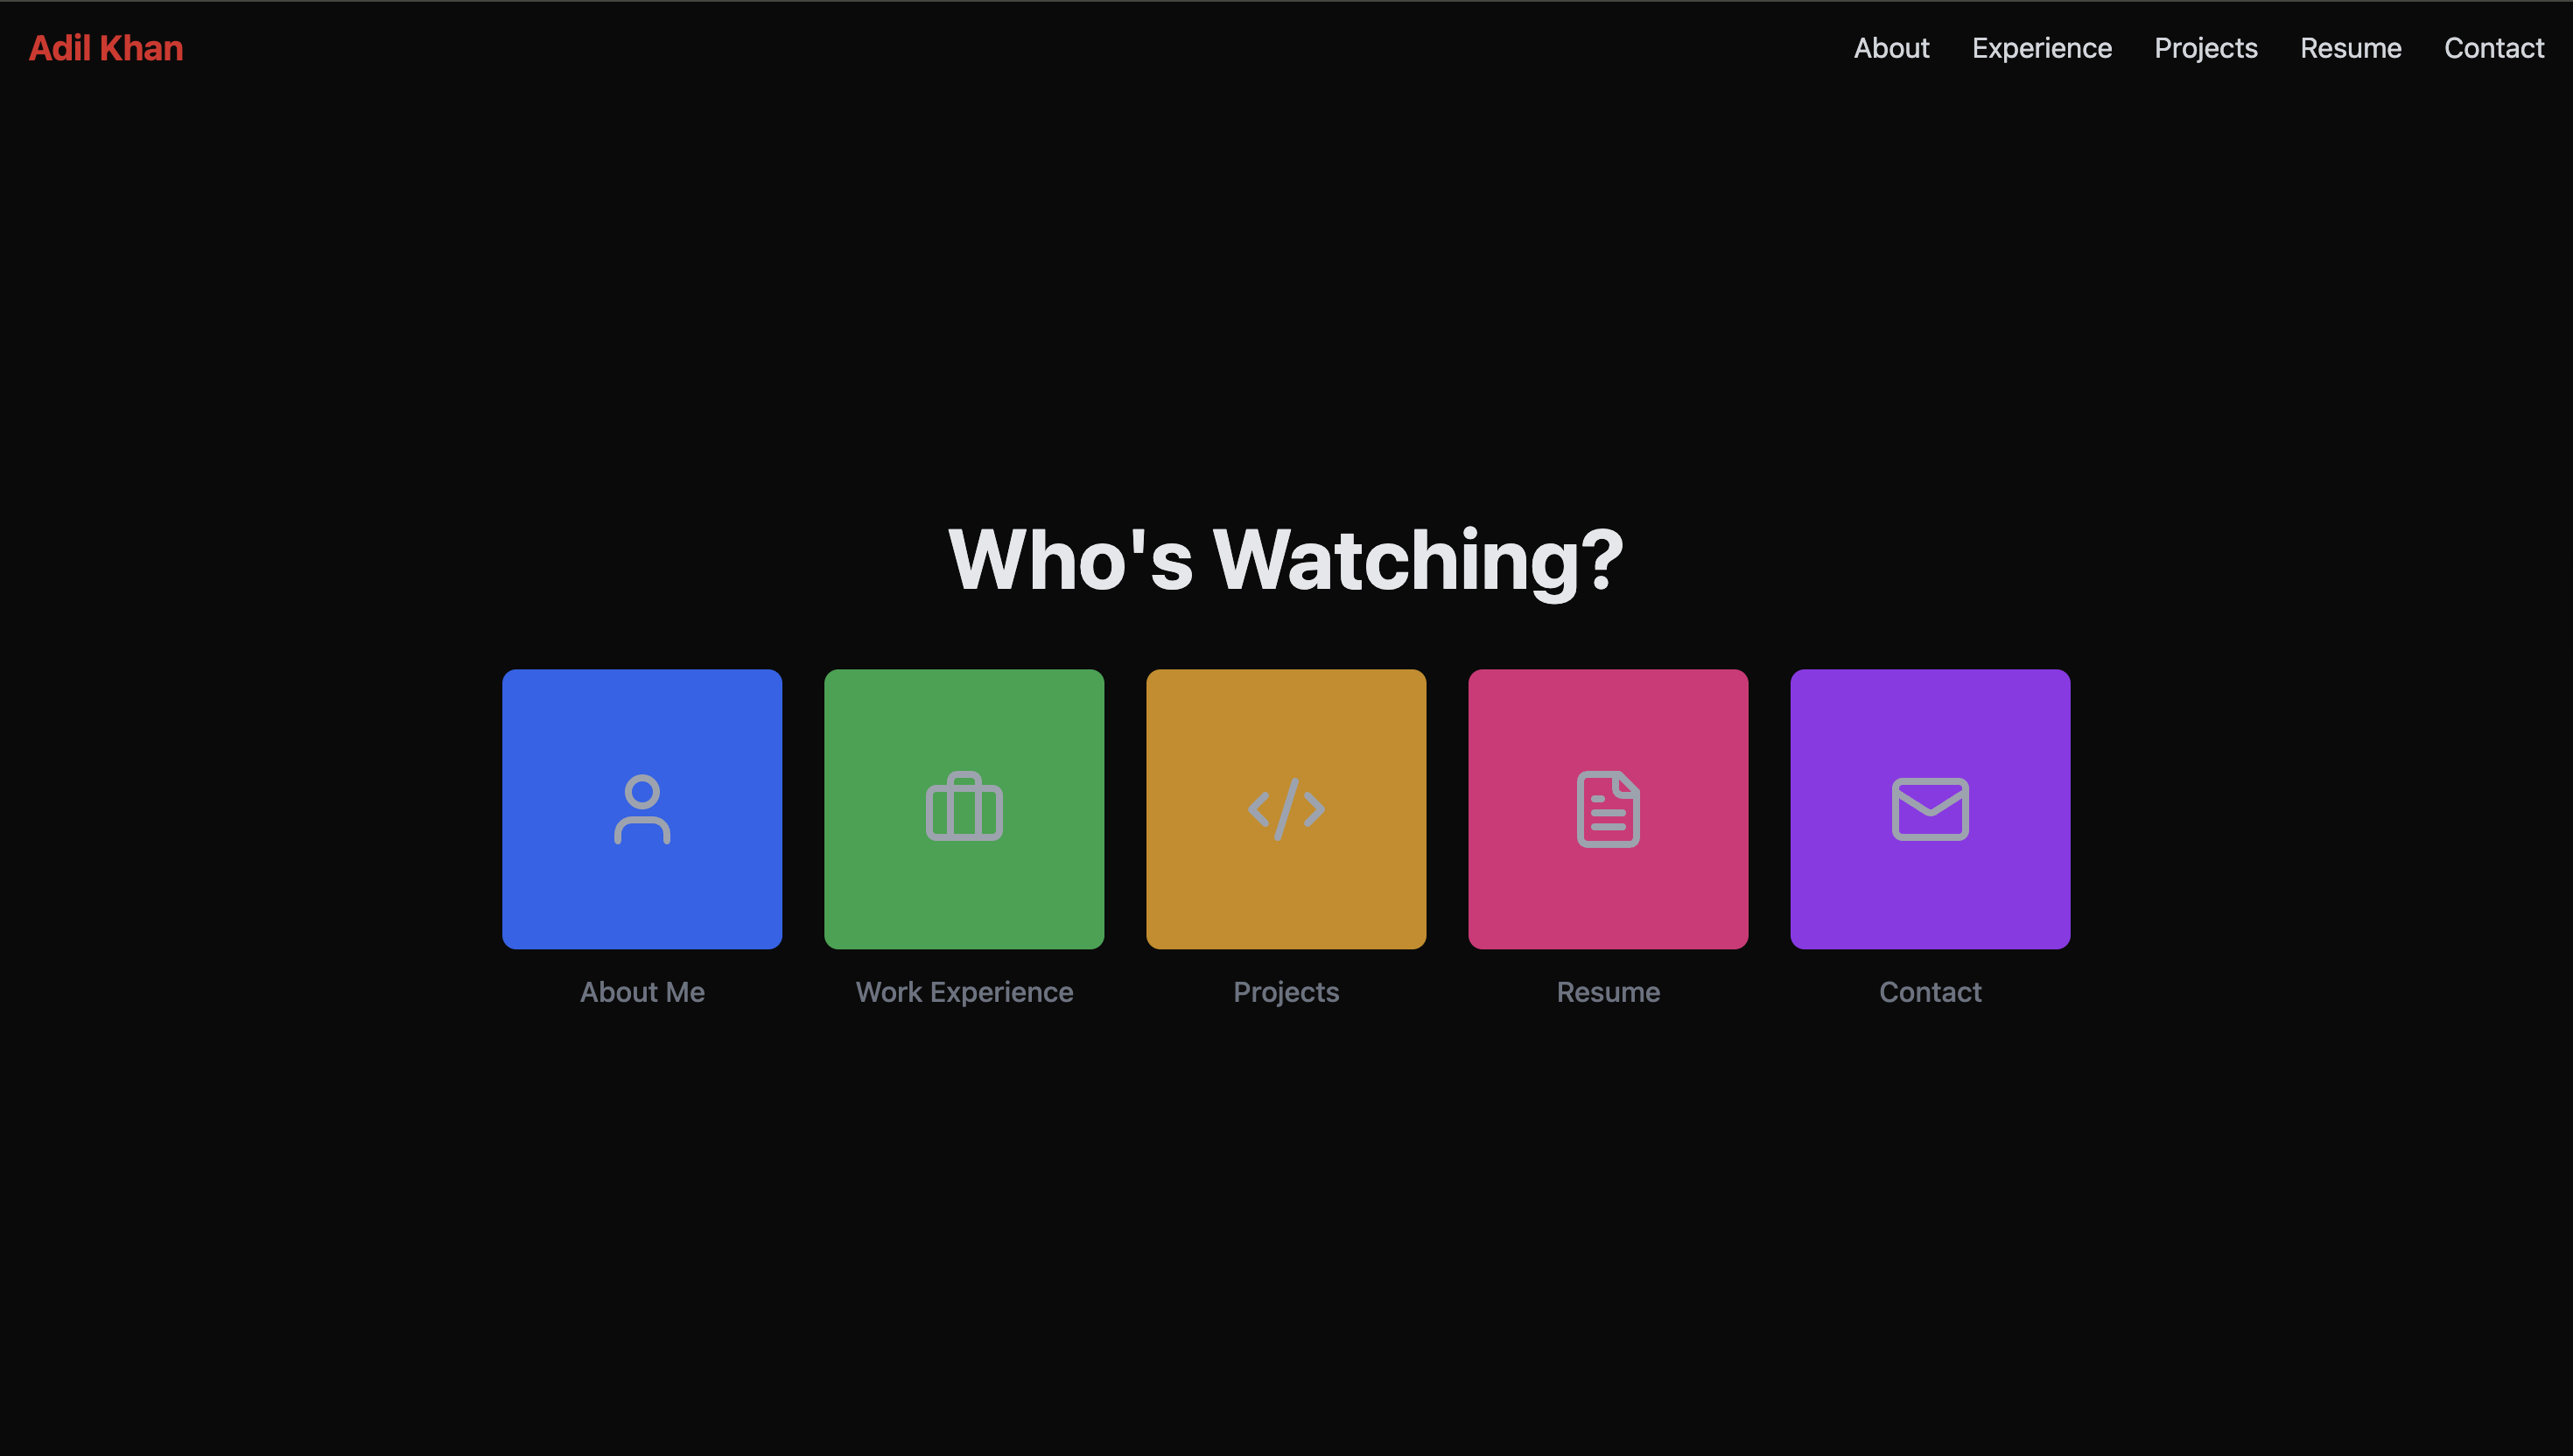 Adil Khan
About Experience Projects Resume Contact
Who's Watching?
About Me
Work Experience
Projects
Resume
Contact